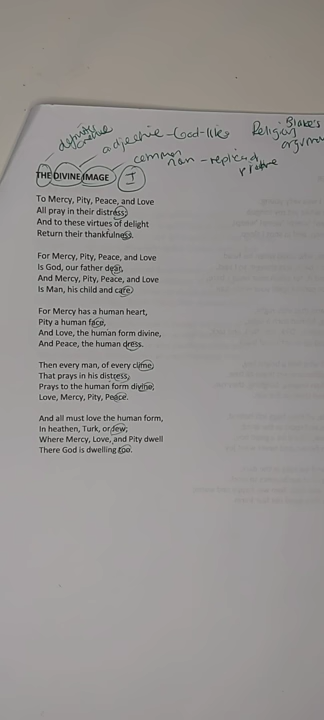 definite
article
adjective - God-like
Blake's
Religious
argum
common
noun - replica / picture
THE DIVINE IMAGE
I
To Mercy, Pity, Peace, and Love
All pray in their distress;
And to these virtues of delight
Return their thankfulness.
For Mercy, Pity, Peace, and Love
Is God, our father dear,
And Mercy, Pity, Peace, and Love
Is Man, his child and care.
For Mercy has a human heart,
Pity a human face,
And Love, the human form divine,
And Peace, the human dress.
Then every man, of every clime,
That prays in his distress,
Prays to the human form divine,
Love, Mercy, Pity, Peace.
And all must love the human form,
In heathen, Turk, or Jew;
Where Mercy, Love, and Pity dwell
There God is dwelling too.